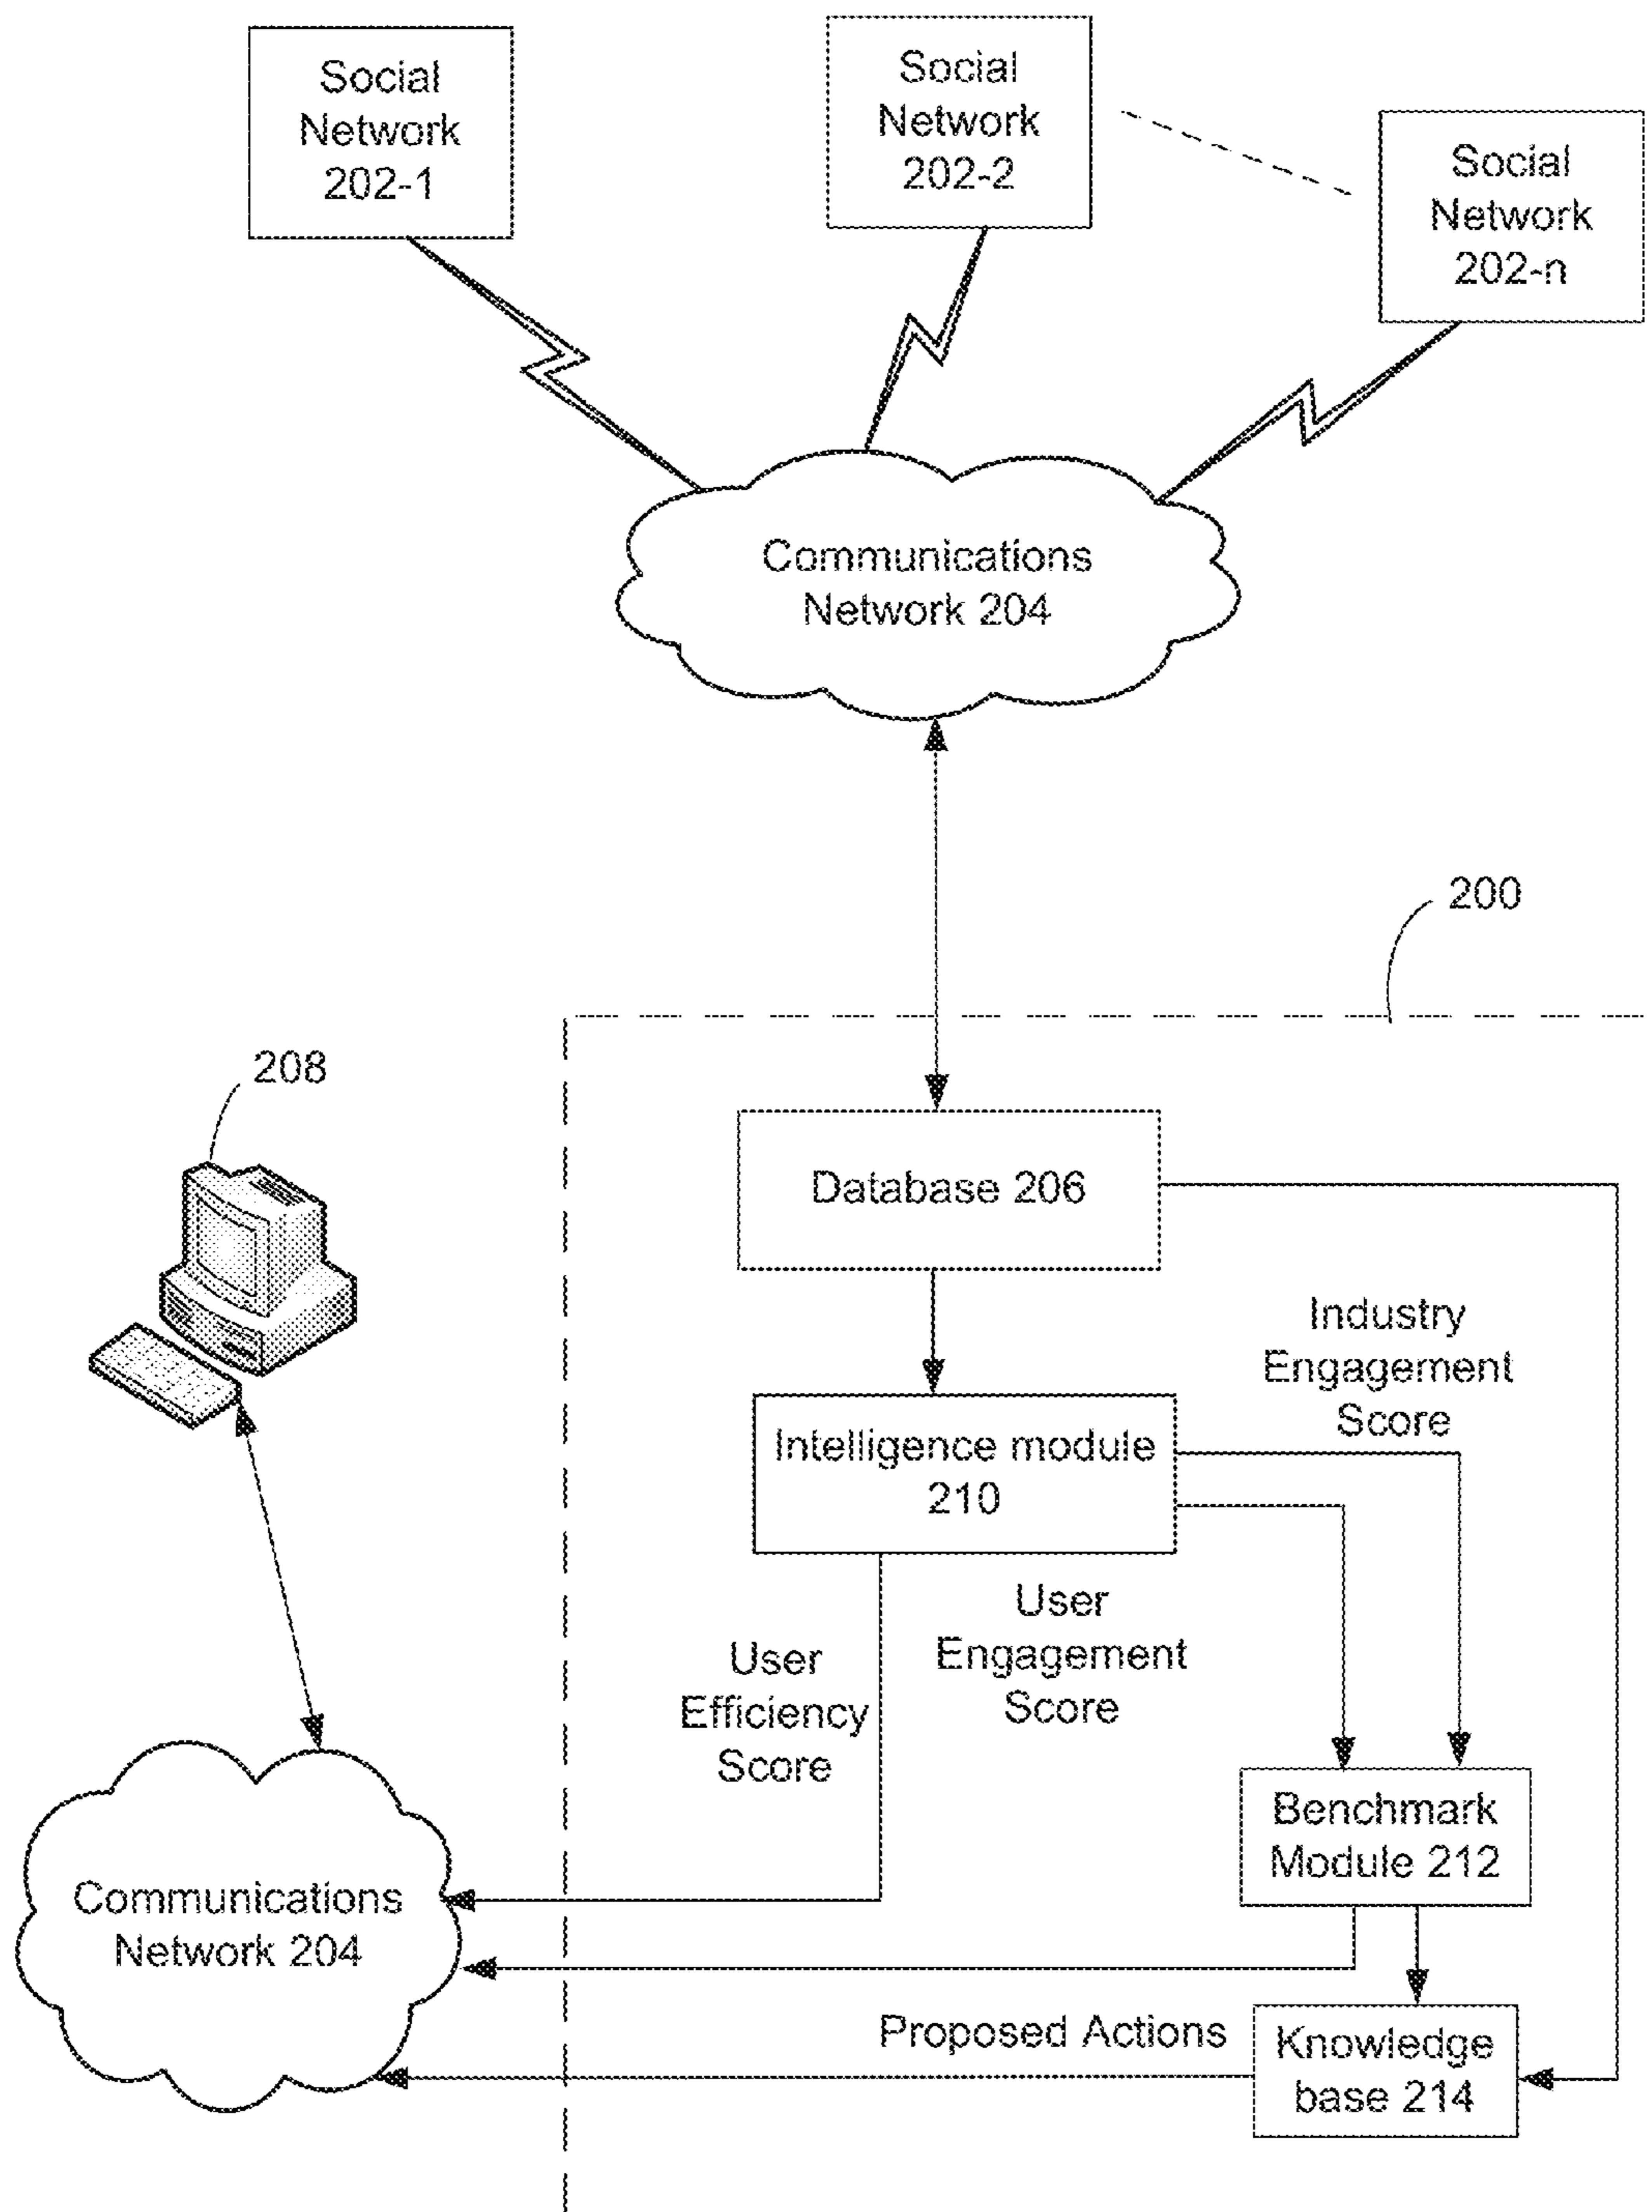 Social
Network
202-1
Social
Network
202-2
Social
Network
202-n
Communications
Network 204
200
208
Database 206
Industry
Engagement
Score
Intelligence module
210
User
Engagement
Score
User
Efficiency
Score
Benchmark
Module 212
Communications
Network 204
Proposed Actions
Knowledge
base 214